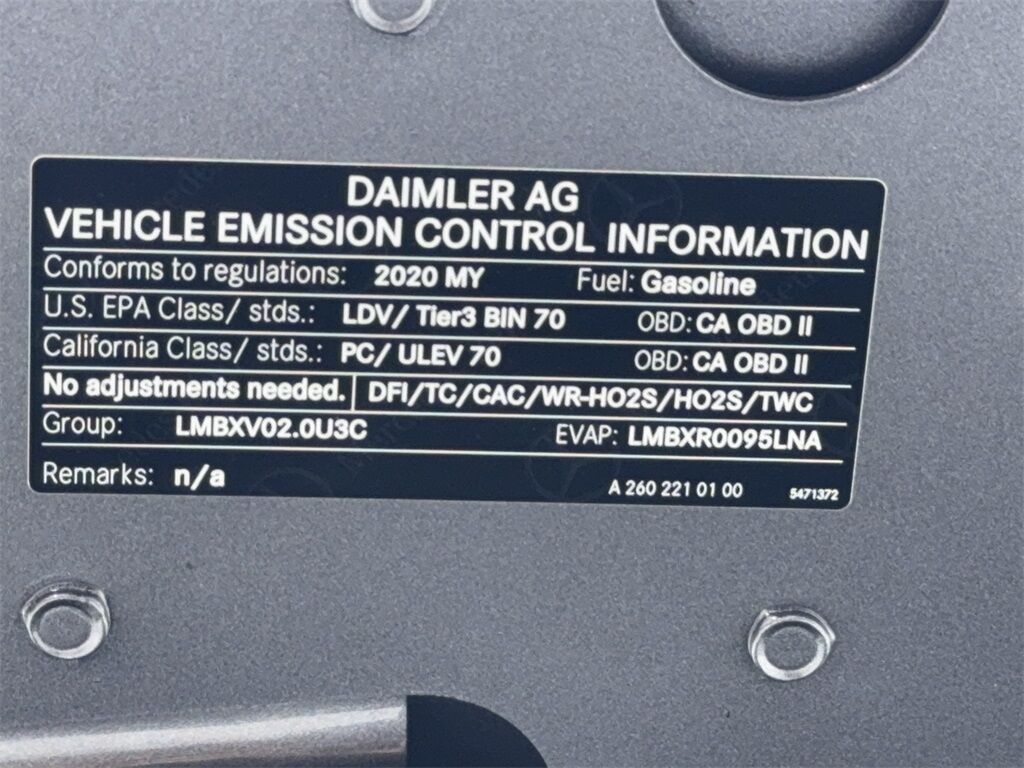 DAIMLER AG
VEHICLE EMISSION CONTROL INFORMATION
Conforms to regulations: 2020 MY Fuel: Gasoline
U.S. EPA Class/ stds.: LDV/ Tier3 BIN 70 OBD: CA OBD II
California Class/ stds.: PC/ ULEV 70 OBD: CA OBD II
No adjustments needed. DFI/TC/CAC/WR-HO2S/HO2S/TWC
Group: LMBXV02.0U3C EVAP: LMBXR0095LNA
Remarks: n/a A 260 221 01 00 5471372